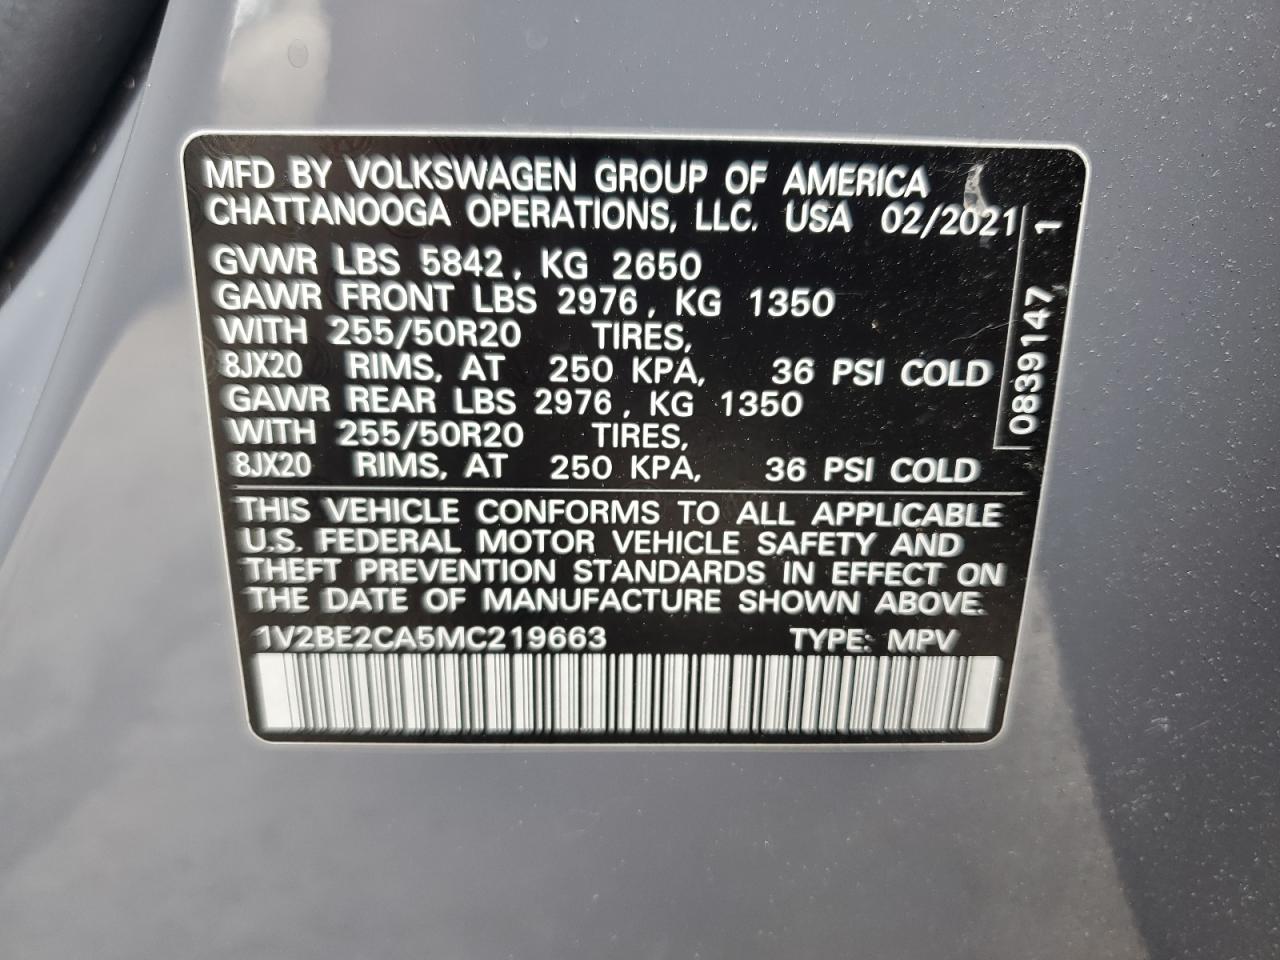 MFD BY VOLKSWAGEN GROUP OF AMERICA
CHATTANOOGA OPERATIONS, LLC. USA 02/2021
GVWR LBS 5842, KG 2650
GAWR FRONT LBS 2976, KG 1350
WITH 255/50R20 TIRES,
8JX20 RIMS, AT 250 KPA, 36 PSI COLD
GAWR REAR LBS 2976, KG 1350
WITH 255/50R20 TIRES,
8JX20 RIMS, AT 250 KPA, 36 PSI COLD
0839147 1
THIS VEHICLE CONFORMS TO ALL APPLICABLE
U.S. FEDERAL MOTOR VEHICLE SAFETY AND
THEFT PREVENTION STANDARDS IN EFFECT ON
THE DATE OF MANUFACTURE SHOWN ABOVE.
1V2BE2CA5MC219663 TYPE: MPV